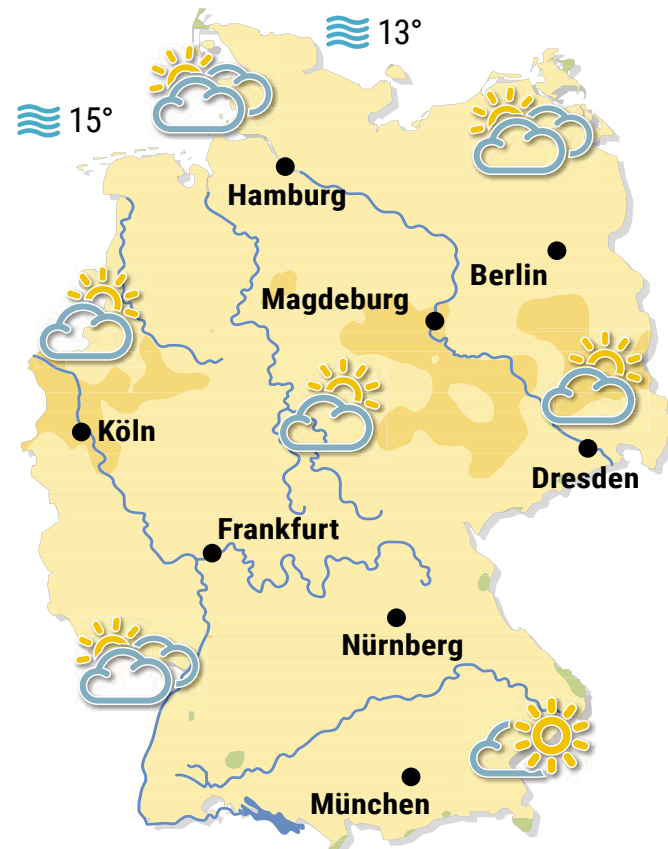 13°
15°
Hamburg
Berlin
Magdeburg
Köln
Dresden
Frankfurt
Nürnberg
München